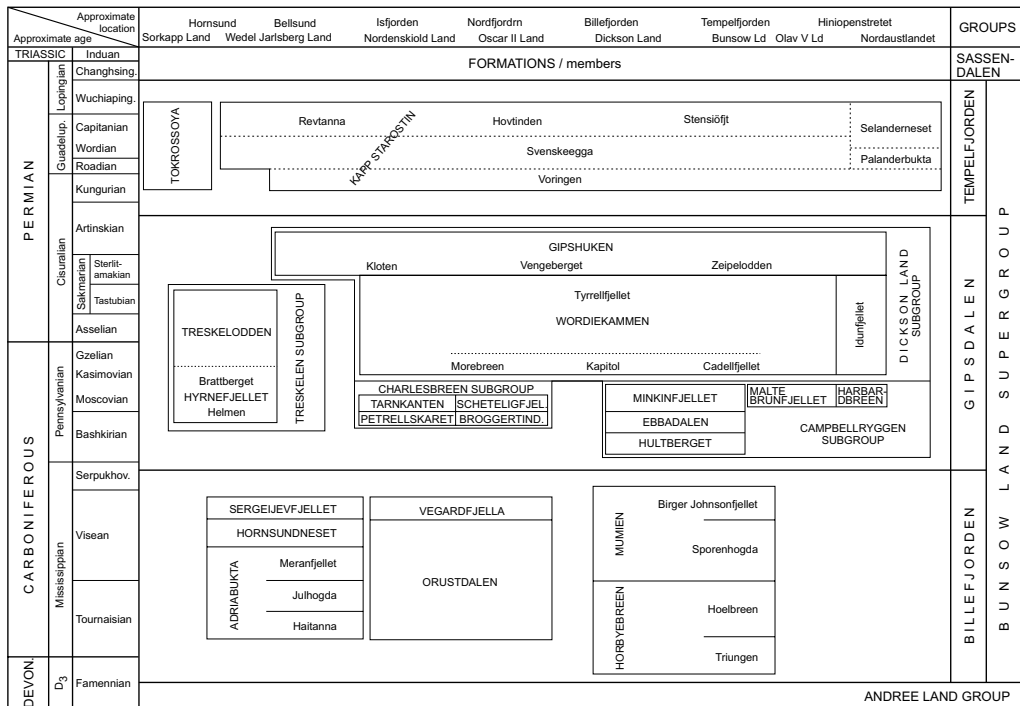 Approximate location
Approximate age
Hornsund Bellsund Isfjorden Nordfjordrn Billefjorden Tempelfjorden Hiniopenstretet
Sorkapp Land Wedel Jarlsberg Land Nordenskiold Land Oscar II Land Dickson Land Bunsow Ld Olav V Ld Nordaustlandet
GROUPS
TRIASSIC Induan
FORMATIONS / members
SASSEN-
DALEN
PERMIAN
Lopingian
Changhsing.
Wuchiaping.
Guadelup.
Capitanian
Wordian
Roadian
Cisuralian
Kungurian
Artinskian
Sakmarian
Sterlit-
amakian
Tastubian
Asselian
CARBONIFEROUS
Pennsylvanian
Gzelian
Kasimovian
Moscovian
Bashkirian
Mississippian
Serpukhov.
Visean
Tournaisian
DEVON.
D3
Famennian
TOKROSSOYA
KAPP STAROSTIN
Revtanna Hovtinden Stensiöfjt
Selanderneset
Svenskeegga
Palanderbukta
Voringen
TEMPELFJORDEN
GIPSHUKEN
Kloten Vengeberget Zeipelodden
Tyrrellfjellet
WORDIEKAMMEN
Morebreen Kapitol Cadellfjellet
Idunfjellet
DICKSON LAND
SUBGROUP
TRESKELODDEN
Brattberget
HYRNEFJELLET
Helmen
TRESKELEN SUBGROUP
CHARLESBREEN SUBGROUP
TARNKANTEN SCHETELIGFJEL.
PETRELLSKARET BROGGERTIND.
MINKINFJELLET
EBBADALEN
HULTBERGET
MALTE
BRUNFJELLET
HARBAR-
DBREEN
CAMPBELLRYGGEN
SUBGROUP
GIPSDALEN
SERGEIJEVFJELLET
HORNSUNDNESET
ADRIABUKTA
Meranfjellet
Julhogda
Haitanna
VEGARDFJELLA
ORUSTDALEN
MUMIEN
Birger Johnsonfjellet
Sporenhogda
HORBYEBREEN
Hoelbreen
Triungen
BILLEFJORDEN
BUNSOW LAND SUPERGROUP
ANDREE LAND GROUP